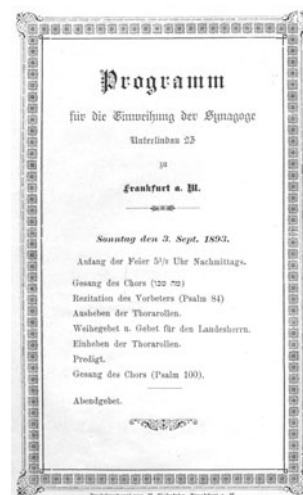 Programm
für die Einweihung der Synagoge
Unterlindau 23
zu
Frankfurt a. M.
Sonntag den 3. Sept. 1893.
Anfang der Feier 5½ Uhr Nachmittags.
Gesang des Chors (מה טבו)
Rezitation des Vorbeters (Psalm 84)
Ausheben der Thorarollen.
Weihegebet u. Gebet für den Landesherrn.
Einheben der Thorarollen.
Predigt.
Gesang des Chors (Psalm 100).
Abendgebet.